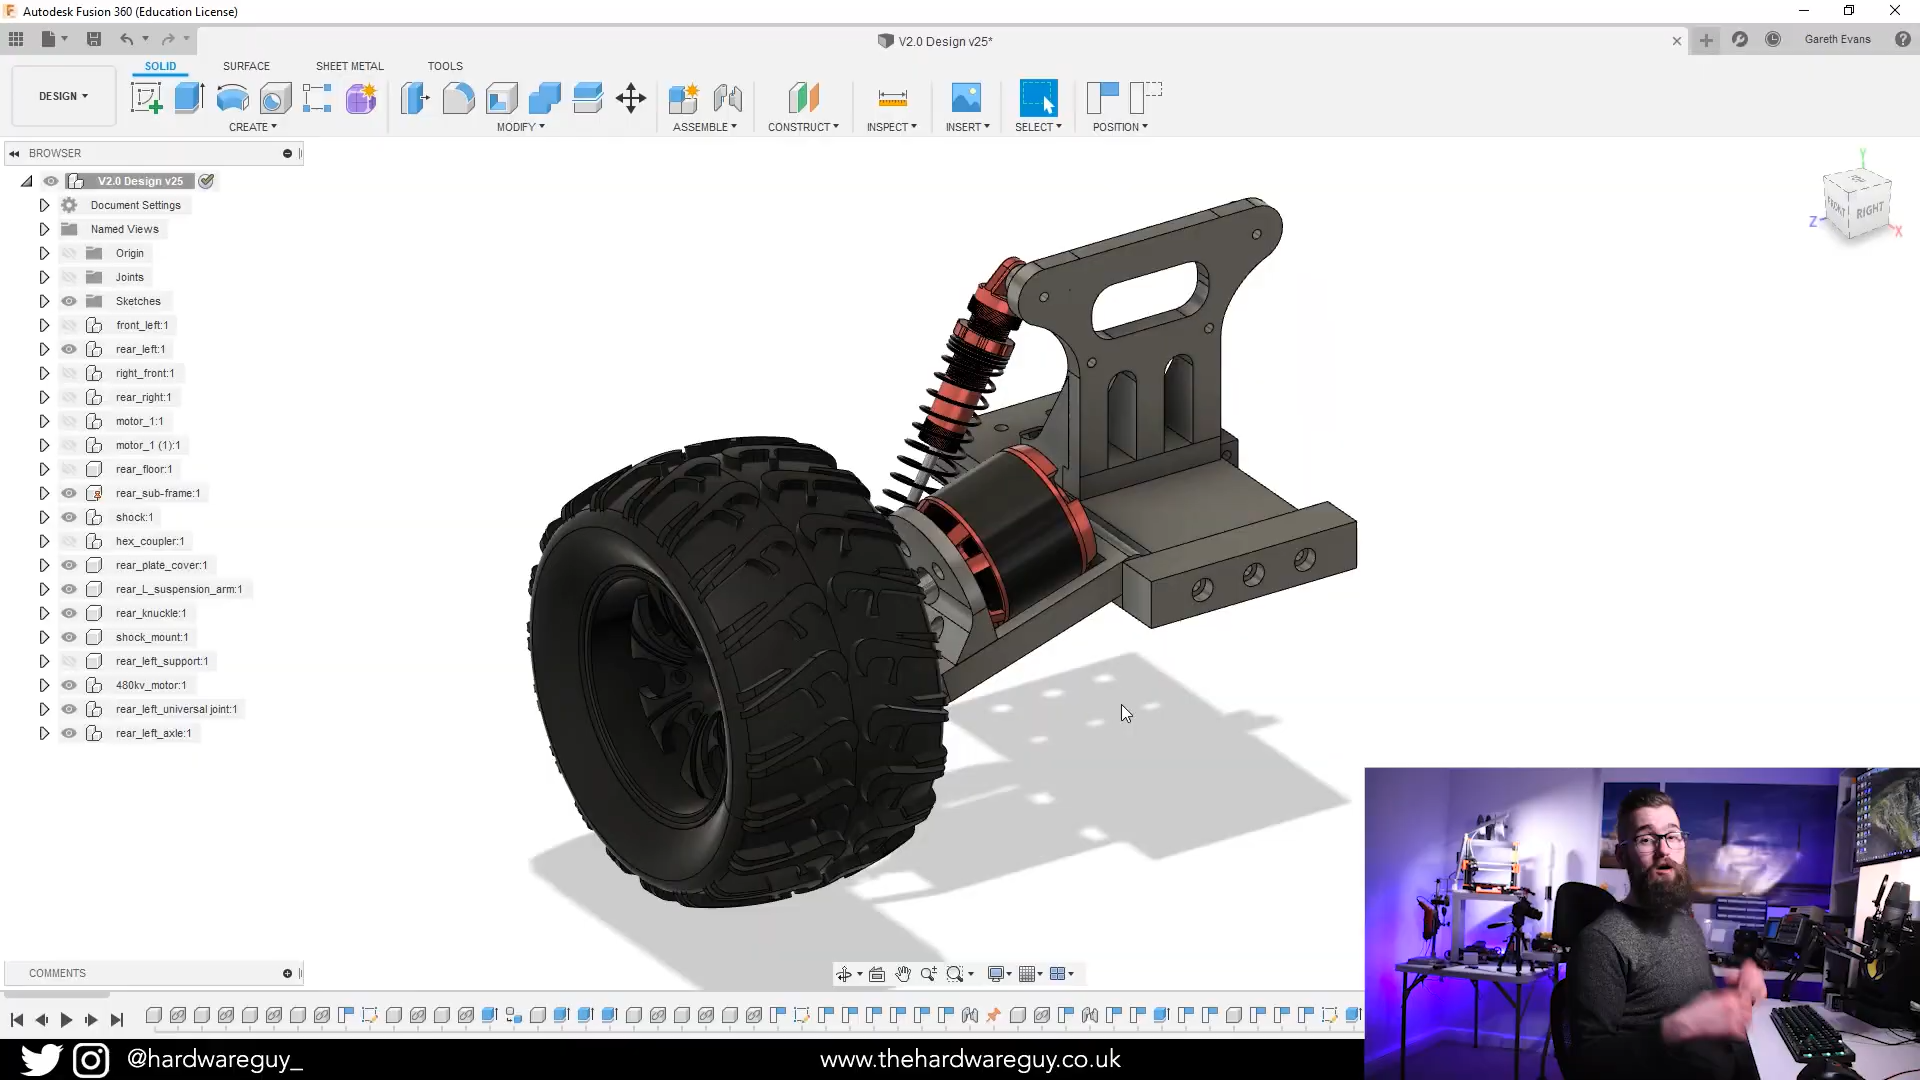 Autodesk Fusion 360 (Education License)
V2.0 Design v25*
Gareth Evans
DESIGN
SOLID
SURFACE
SHEET METAL
TOOLS
CREATE
MODIFY
ASSEMBLE
CONSTRUCT
INSPECT
INSERT
SELECT
POSITION
BROWSER
V2.0 Design v25
Document Settings
Named Views
Origin
Joints
Sketches
front_left:1
rear_left:1
right_front:1
rear_right:1
motor_1:1
motor_1 (1):1
rear_floor:1
rear_sub-frame:1
shock:1
hex_coupler:1
rear_plate_cover:1
rear_L_suspension_arm:1
rear_knuckle:1
shock_mount:1
rear_left_support:1
480kv_motor:1
rear_left_universal joint:1
rear_left_axle:1
Y
TOP
FRONT
RIGHT
Z
X
COMMENTS
@hardwareguy_
www.thehardwareguy.co.uk